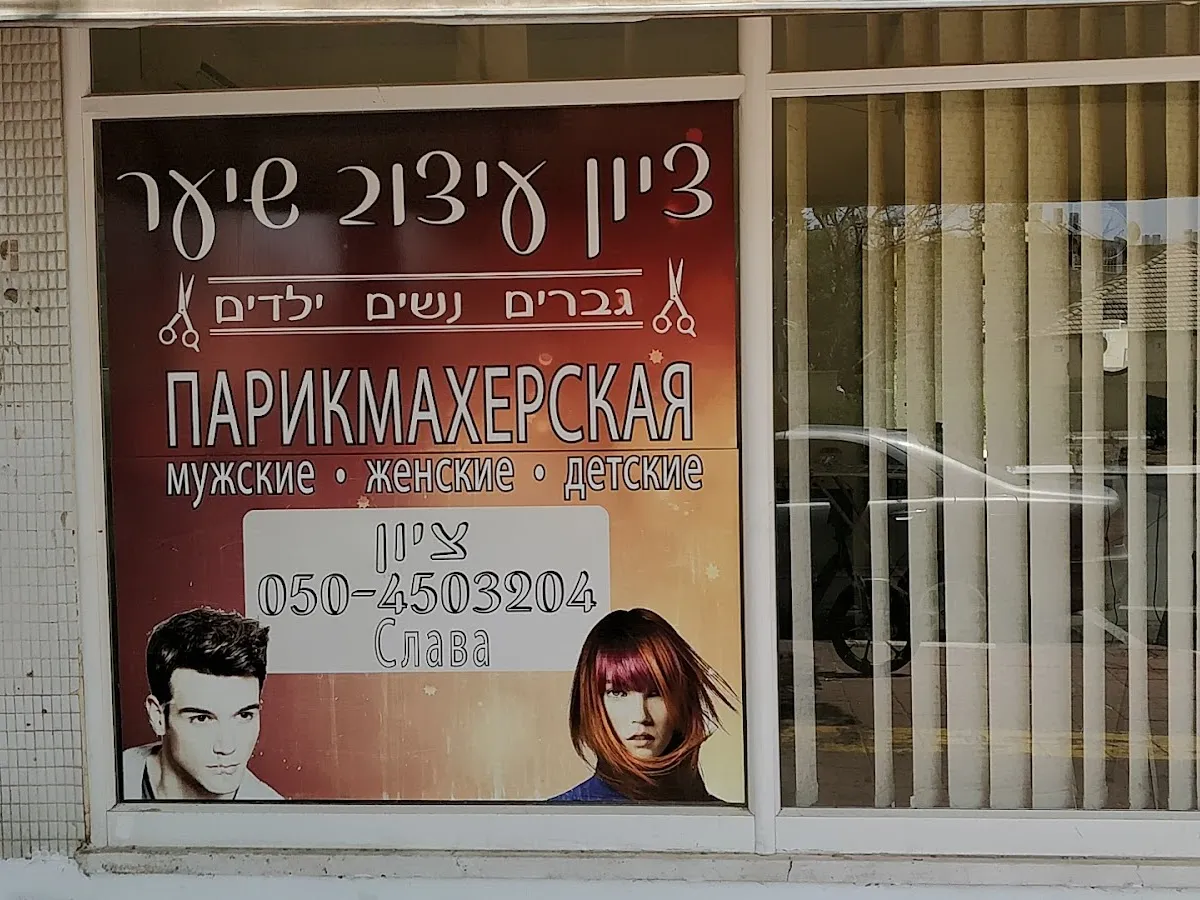 ציון עיצוב שיער
גברים נשים ילדים
ПАРИКМАХЕРСКАЯ
мужские • женские • детские
ציון
050-4503204
Слава